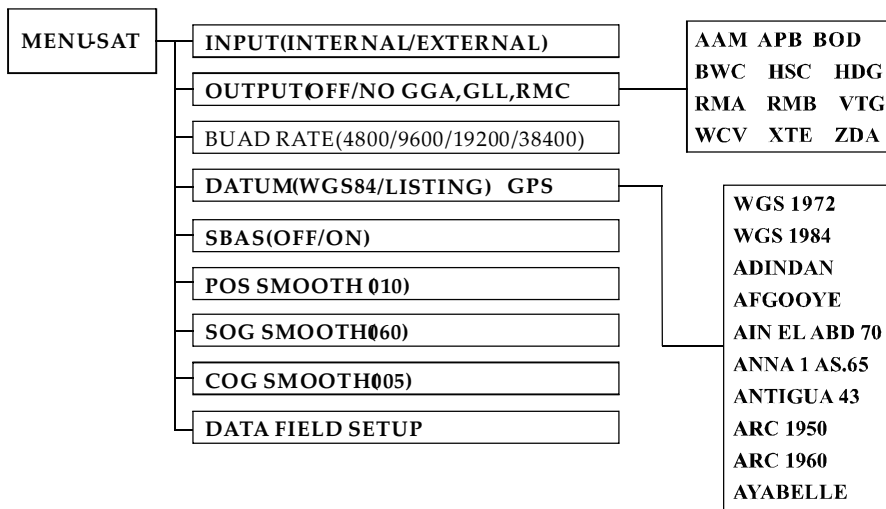 MENU-SAT
INPUT(INTERNAL/EXTERNAL)
OUTPUT(OFF/NO GGA,GLL,RMC
BUAD RATE(4800/9600/19200/38400)
DATUM(WGS84/LISTING) GPS
SBAS(OFF/ON)
POS SMOOTH(010)
SOG SMOOTH(060)
COG SMOOTH(005)
DATA FIELD SETUP
AAM APB BOD
BWC HSC HDG
RMA RMB VTG
WCV XTE ZDA
WGS 1972
WGS 1984
ADINDAN
AFGOOYE
AIN EL ABD 70
ANNA 1 AS.65
ANTIGUA 43
ARC 1950
ARC 1960
AYABELLE